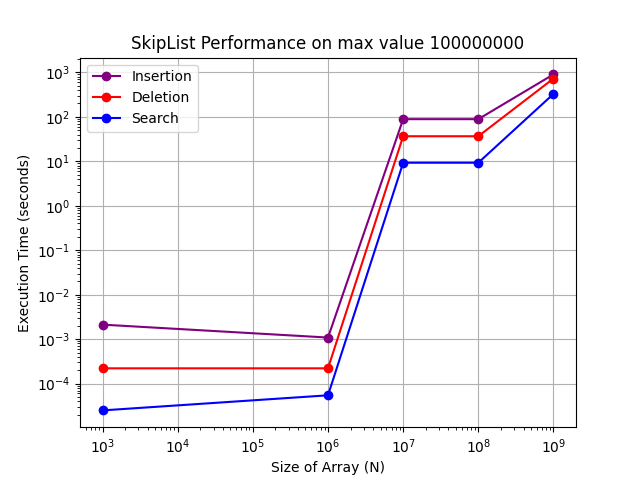 SkipList Performance on max value 100000000
Insertion
Deletion
Search
Execution Time (seconds)
10³
10²
10¹
10⁰
10⁻¹
10⁻²
10⁻³
10⁻⁴
10³ 10⁴ 10⁵ 10⁶ 10⁷ 10⁸ 10⁹
Size of Array (N)